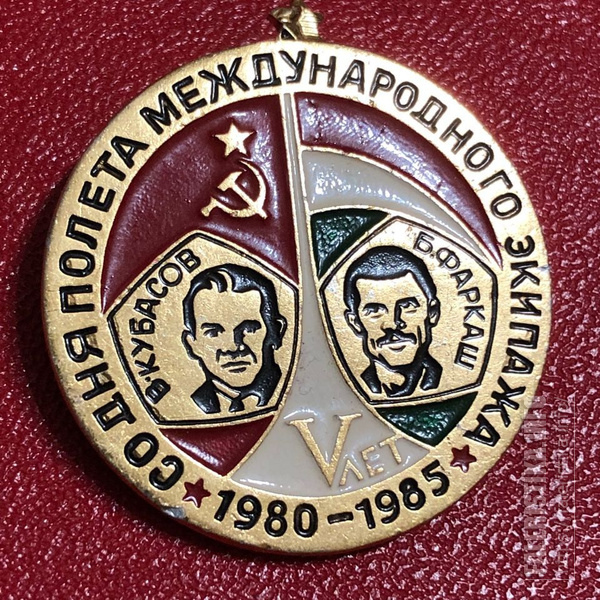 СО ДНЯ ПОЛЕТА МЕЖДУНАРОДНОГО ЭКИПАЖА
В.КУБАСОВ
Б.ФАРКАШ
V ЛЕТ
1980-1985